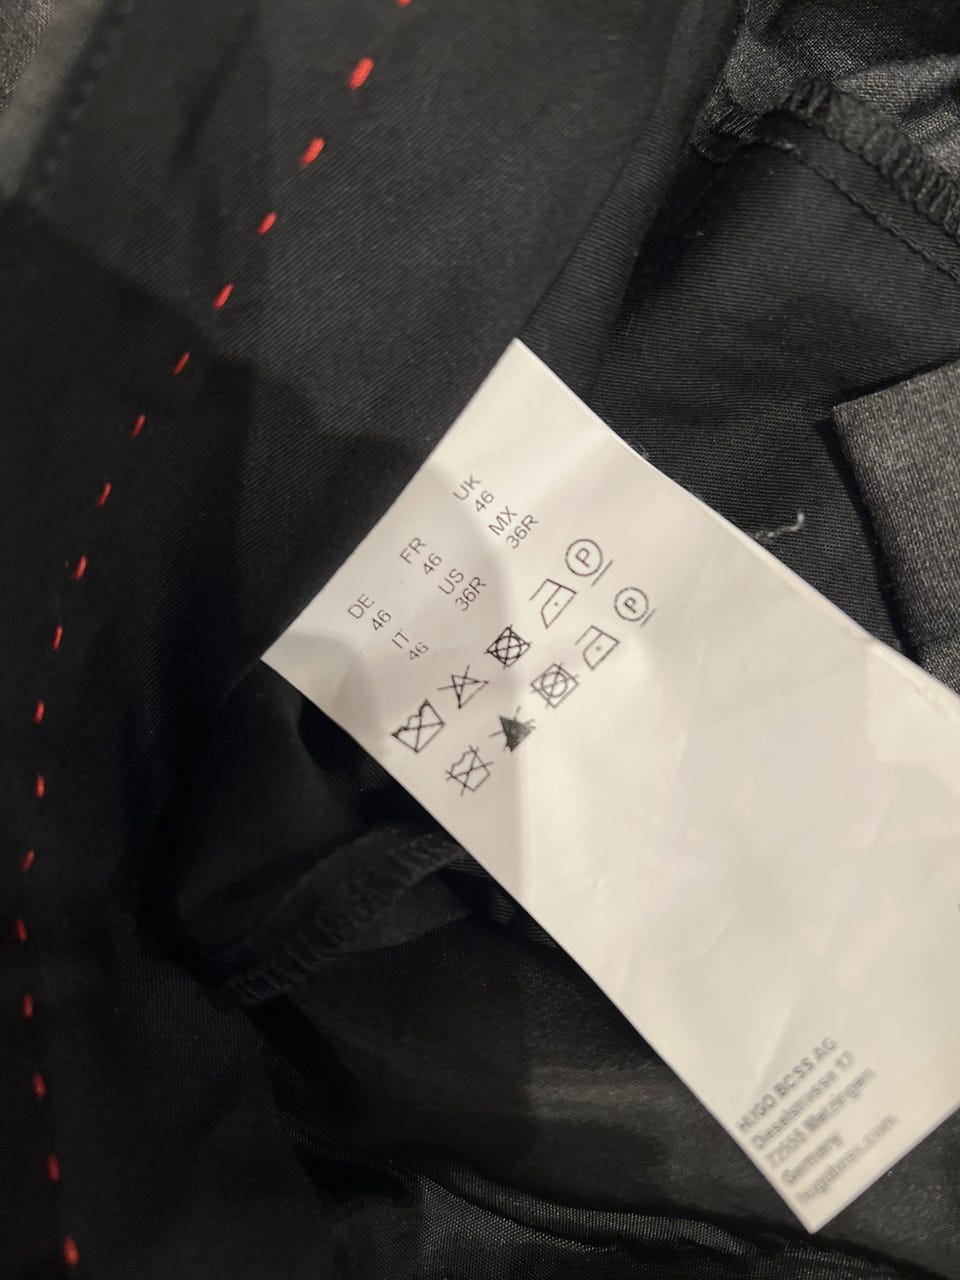 DE FR UK
46 46 46
IT US MX
46 36R 36R
P
P
HUGO BOSS AG
Dieselstrasse 12
72555 Metzingen
Germany
hugoboss.com